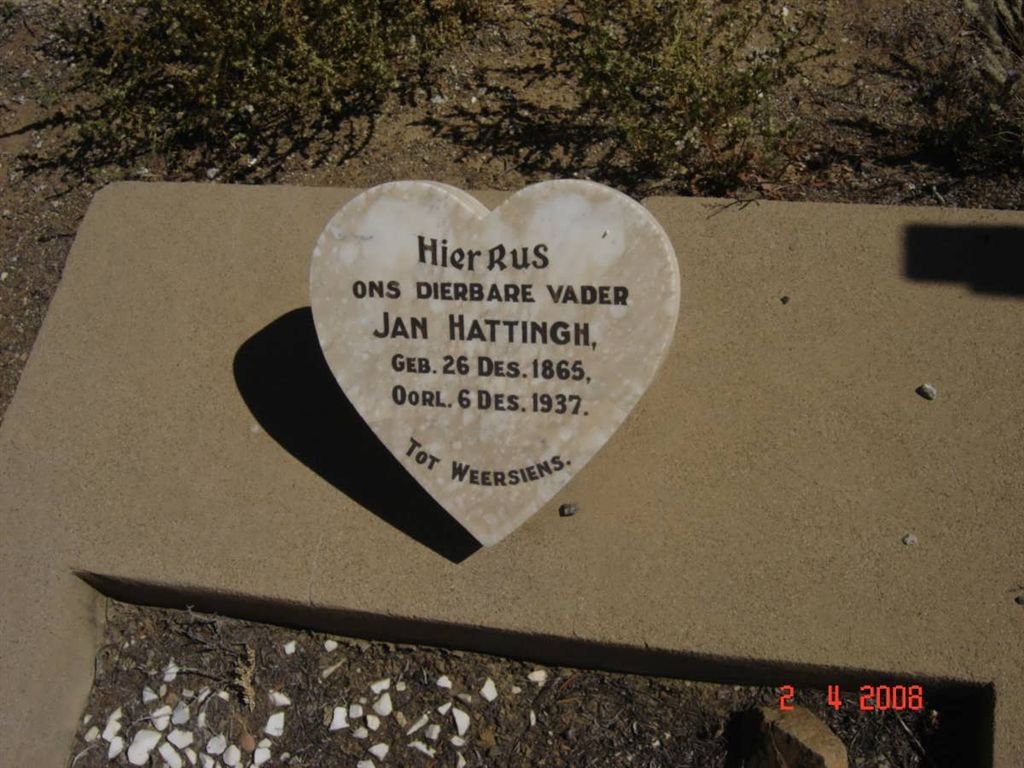 Hier Rus
ons dierbare vader
Jan Hattingh,
Geb. 26 Des. 1865,
Oorl. 6 Des. 1937.
Tot Weersiens.
2 4 2008